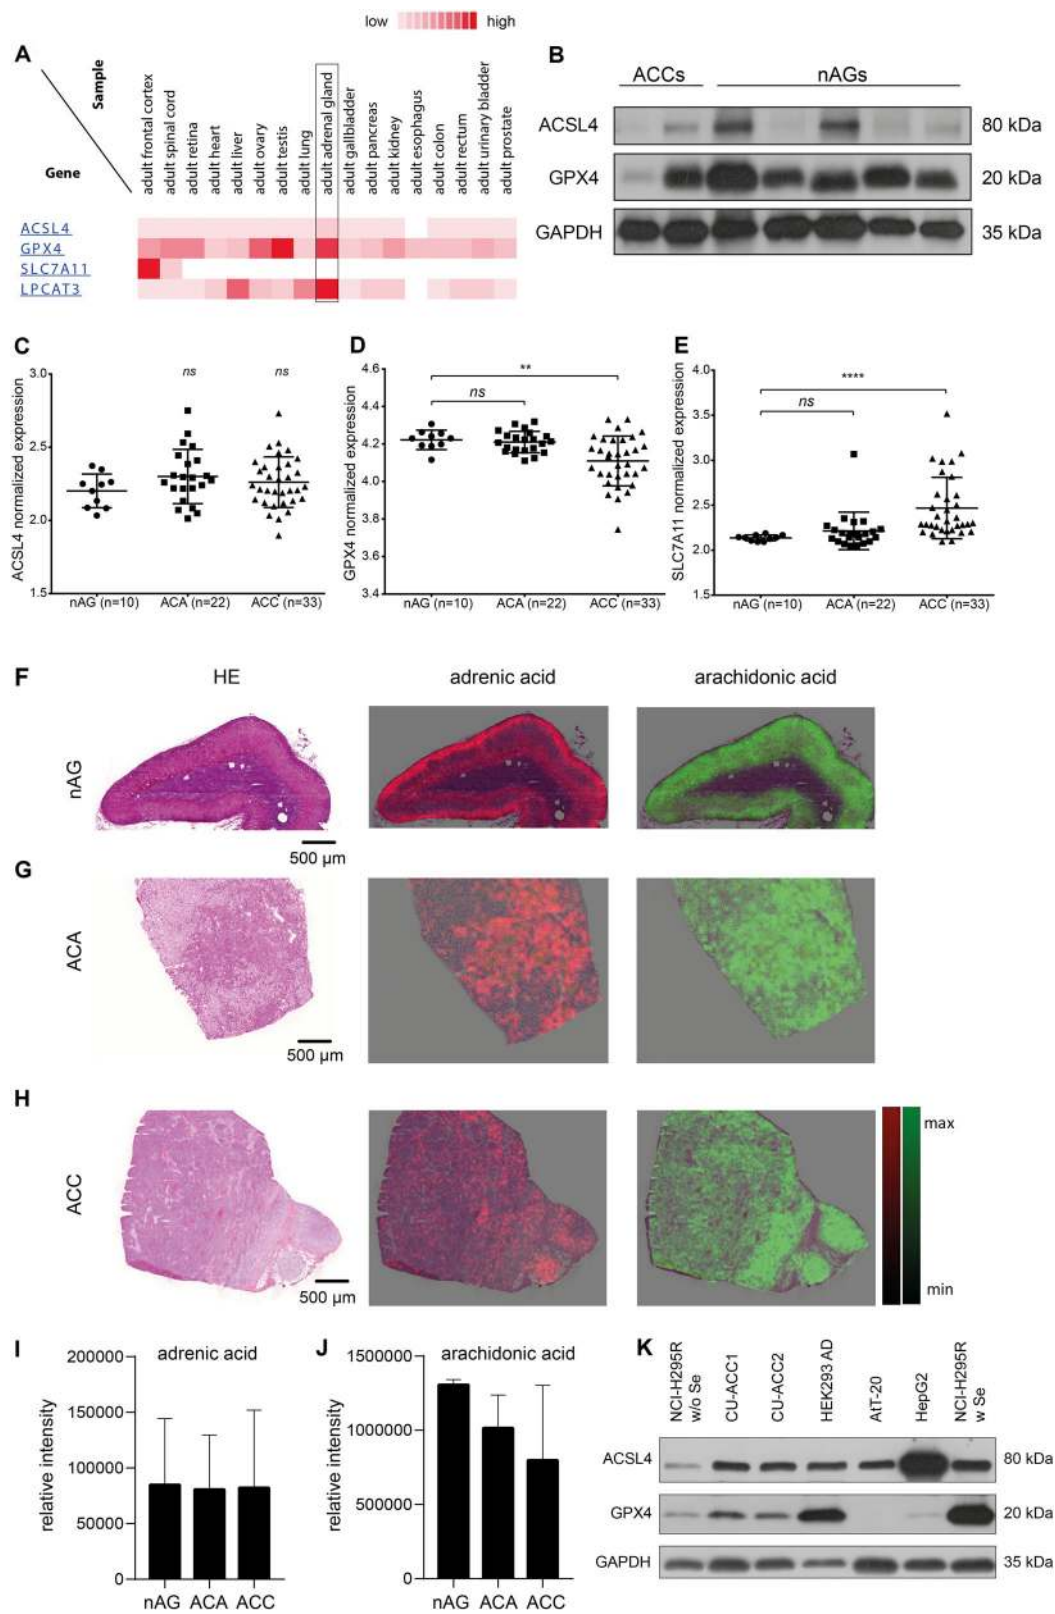 low high
A
Sample
Gene
adult frontal cortex
adult spinal cord
adult retina
adult heart
adult liver
adult ovary
adult testis
adult lung
adult adrenal gland
adult gallbladder
adult pancreas
adult kidney
adult esophagus
adult colon
adult rectum
adult urinary bladder
adult prostate
ACSL4
GPX4
SLC7A11
LPCAT3
B
ACCs nAGs
ACSL4 80 kDa
GPX4 20 kDa
GAPDH 35 kDa
C
ACSL4 normalized expression
3.0
2.5
2.0
1.5
ns ns
nAG (n=10) ACA (n=22) ACC (n=33)
D
GPX4 normalized expression
4.6
4.4
4.2
4.0
3.8
3.6
3.4
**
ns
nAG (n=10) ACA (n=22) ACC (n=33)
E
SLC7A11 normalized expression
4.0
3.5
3.0
2.5
2.0
1.5
****
ns
nAG (n=10) ACA (n=22) ACC (n=33)
F
HE adrenic acid arachidonic acid
nAG
500 µm
G
ACA
500 µm
H
ACC
500 µm
max
min
I
adrenic acid
relative intensity
200000
150000
100000
50000
0
nAG ACA ACC
J
arachidonic acid
relative intensity
1500000
1000000
500000
0
nAG ACA ACC
K
NCI-H295R
w/o Se
CU-ACC1
CU-ACC2
HEK293 AD
AtT-20
HepG2
NCI-H295R
w Se
ACSL4 80 kDa
GPX4 20 kDa
GAPDH 35 kDa